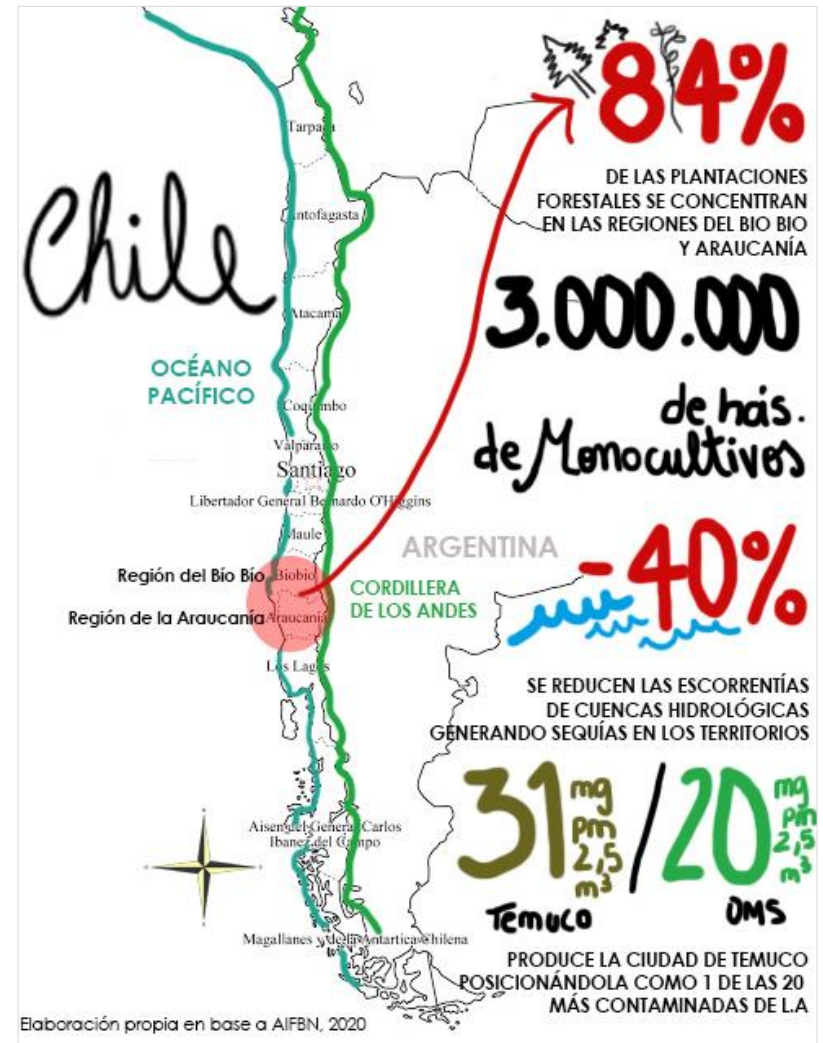 Chile
84%
DE LAS PLANTACIONES
FORESTALES SE CONCENTTRAN
EN LAS REGIONES DEL BIO BIO
Y ARAUCANÍA
3.000.000
de hás.
de Monocultivos
-40%
SE REDUCEN LAS ESCORRENTÍAS
DE CUENCAS HIDROLÓGICAS
GENERANDO SEQUÍAS EN LOS TERRITORIOS
31 mg pm 2,5 m³ / 20 mg pm 2,5 m³
Temuco OMS
PRODUCE LA CIUDAD DE TEMUCO
POSICIONÁNDOLA COMO 1 DE LAS 20
MÁS CONTAMINADAS DE L.A
OCÉANO
PACÍFICO
ARGENTINA
CORDILLERA
DE LOS ANDES
Tarpaca
Antofagasta
Atacama
Coquimbo
Valparaiso
Santiago
Libertador General Bernardo O'Higgins
Maule
Región del Bío Bío
Biobio
Región de la Araucanía
Araucania
Los Lagos
Aisen del General Carlos
Ibanez del Campo
Magallanes y de la Antartica Chilena
Elaboración propia en base a AIFBN, 2020